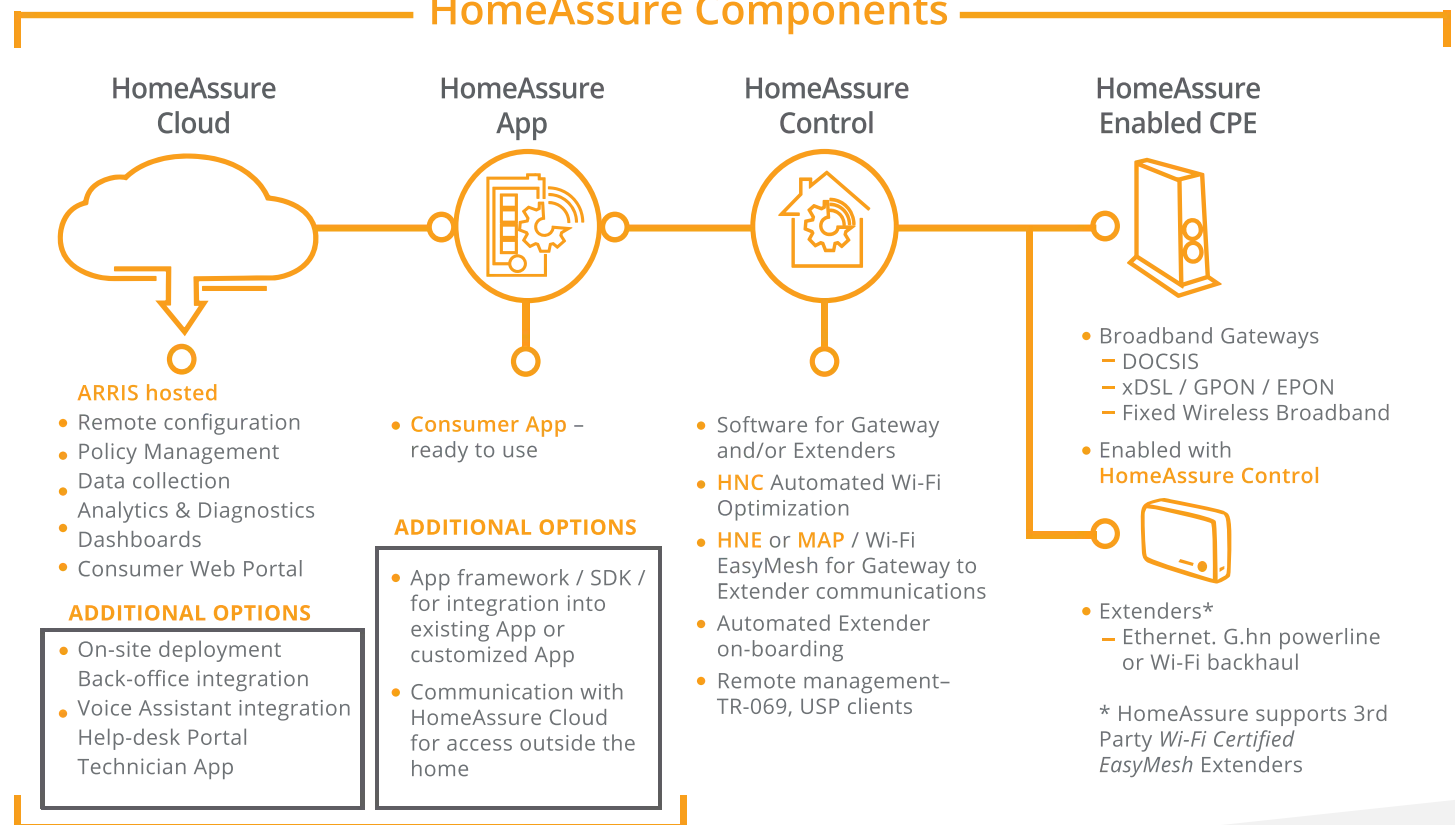 HomeAssure Components
HomeAssure
Cloud
ARRIS hosted
• Remote configuration
• Policy Management
• Data collection
Analytics & Diagnostics
• Dashboards
• Consumer Web Portal
ADDITIONAL OPTIONS
• On-site deployment
Back-office integration
• Voice Assistant integration
Help-desk Portal
Technician App
HomeAssure
App
• Consumer App –
ready to use
ADDITIONAL OPTIONS
• App framework / SDK /
for integration into
existing App or
customized App
• Communication with
HomeAssure Cloud
for access outside the
home
HomeAssure
Control
• Software for Gateway
and/or Extenders
• HNC Automated Wi-Fi
Optimization
• HNE or MAP / Wi-Fi
EasyMesh for Gateway to
Extender communications
• Automated Extender
on-boarding
• Remote management–
TR-069, USP clients
HomeAssure
Enabled CPE
• Broadband Gateways
– DOCSIS
– xDSL / GPON / EPON
– Fixed Wireless Broadband
• Enabled with
HomeAssure Control
• Extenders*
– Ethernet. G.hn powerline
or Wi-Fi backhaul
* HomeAssure supports 3rd
Party Wi-Fi Certified
EasyMesh Extenders